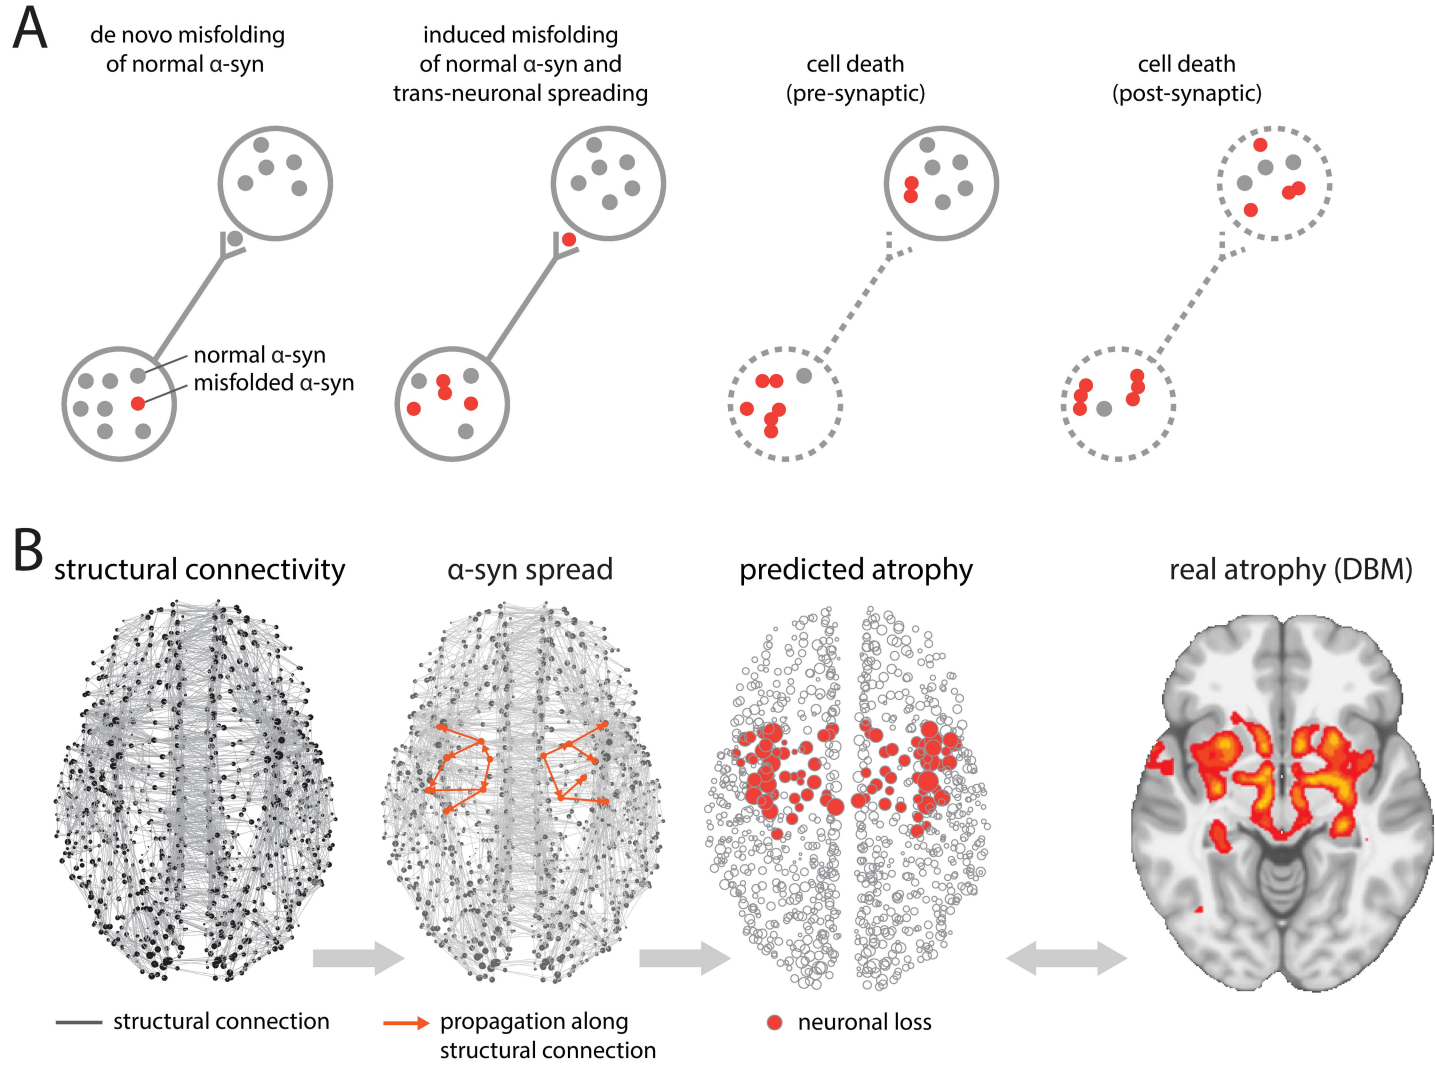 A
de novo misfolding
of normal α-syn
induced misfolding
of normal α-syn and
trans-neuronal spreading
cell death
(pre-synaptic)
cell death
(post-synaptic)
normal α-syn
misfolded α-syn
B
structural connectivity
α-syn spread
predicted atrophy
real atrophy (DBM)
structural connection
propagation along
structural connection
neuronal loss